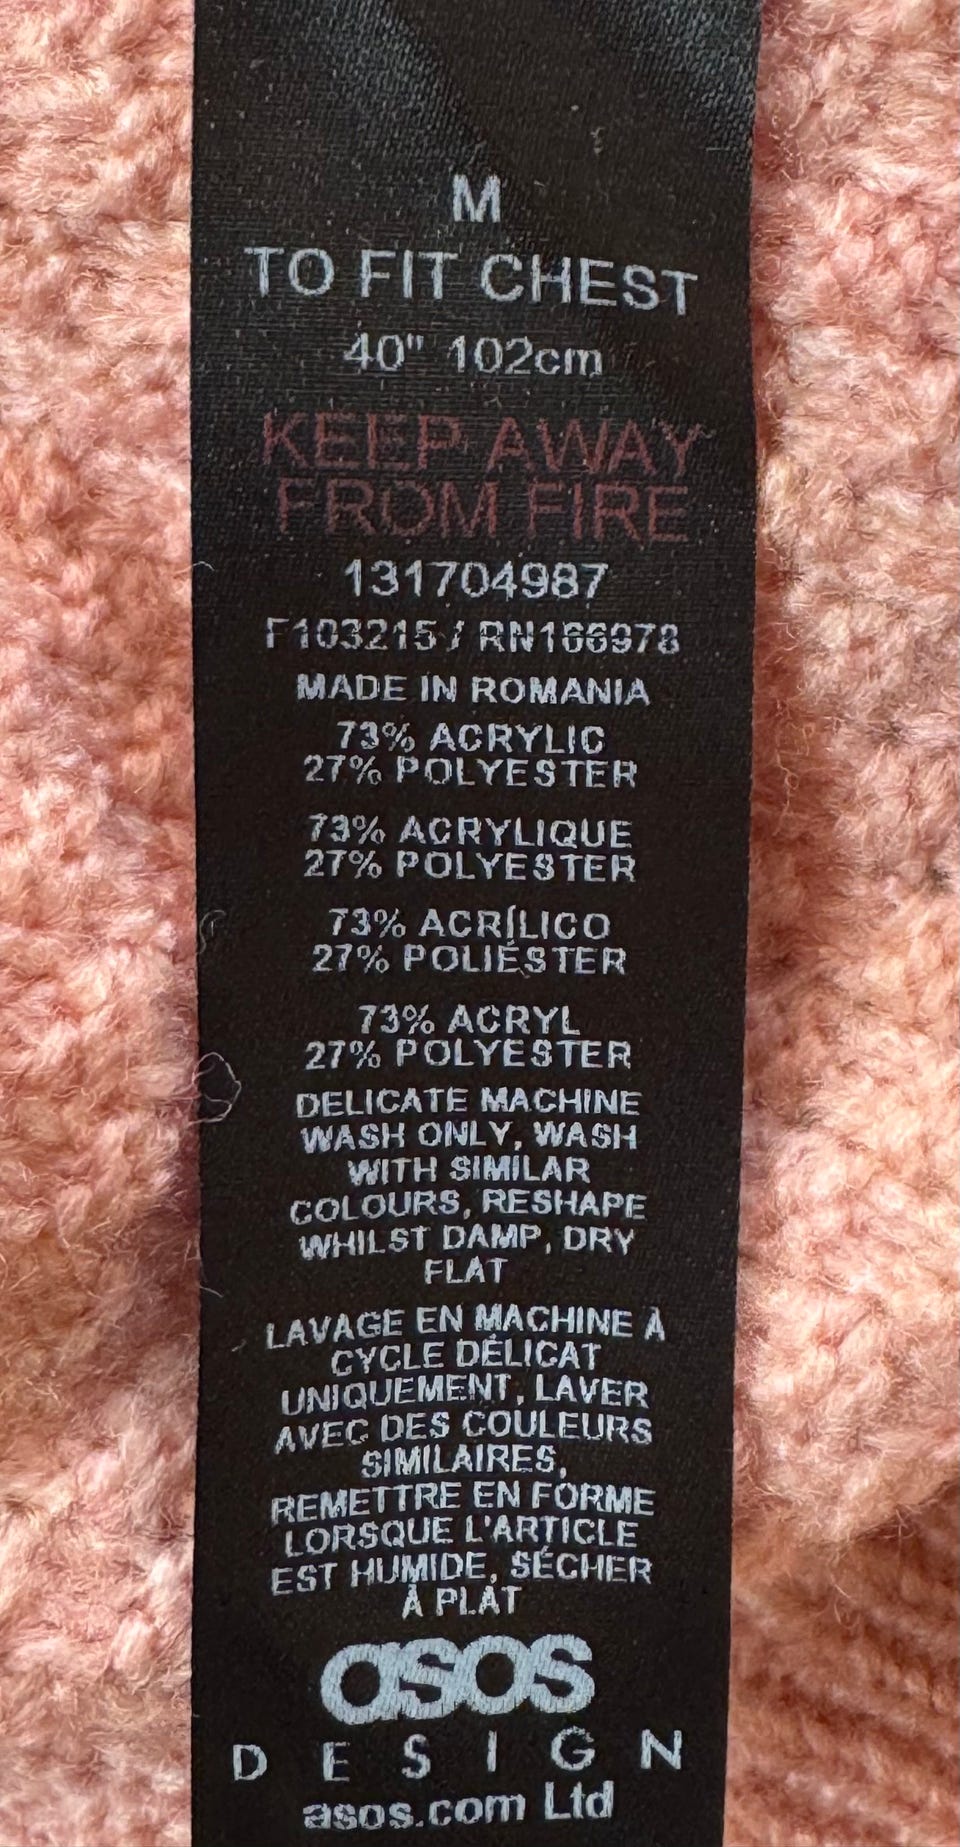 M
TO FIT CHEST
40" 102cm
KEEP AWAY
FROM FIRE
131704987
F103215 / RN166978
MADE IN ROMANIA
73% ACRYLIC
27% POLYESTER
73% ACRYLIQUE
27% POLYESTER
73% ACRÍLICO
27% POLIÉSTER
73% ACRYL
27% POLYESTER
DELICATE MACHINE
WASH ONLY, WASH
WITH SIMILAR
COLOURS, RESHAPE
WHILST DAMP, DRY
FLAT
LAVAGE EN MACHINE À
CYCLE DÉLICAT
UNIQUEMENT, LAVER
AVEC DES COULEURS
SIMILAIRES,
REMETTRE EN FORME
LORSQUE L'ARTICLE
EST HUMIDE, SÉCHER
À PLAT
asos
DESIGN
asos.com Ltd